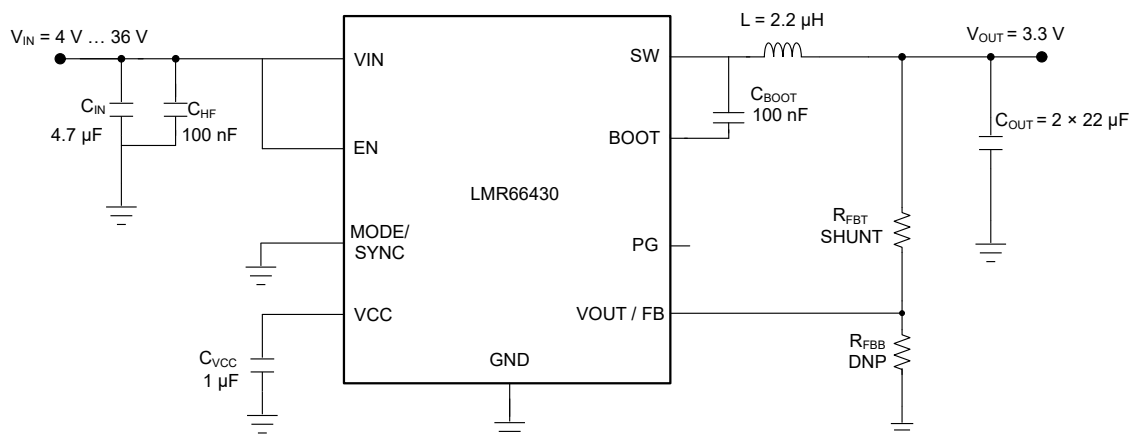 V_IN = 4 V … 36 V
C_IN
4.7 µF
C_HF
100 nF
VIN
EN
MODE/
SYNC
VCC
C_VCC
1 µF
LMR66430
GND
SW
BOOT
PG
VOUT / FB
L = 2.2 µH
C_BOOT
100 nF
V_OUT = 3.3 V
C_OUT = 2 × 22 µF
R_FBT
SHUNT
R_FBB
DNP